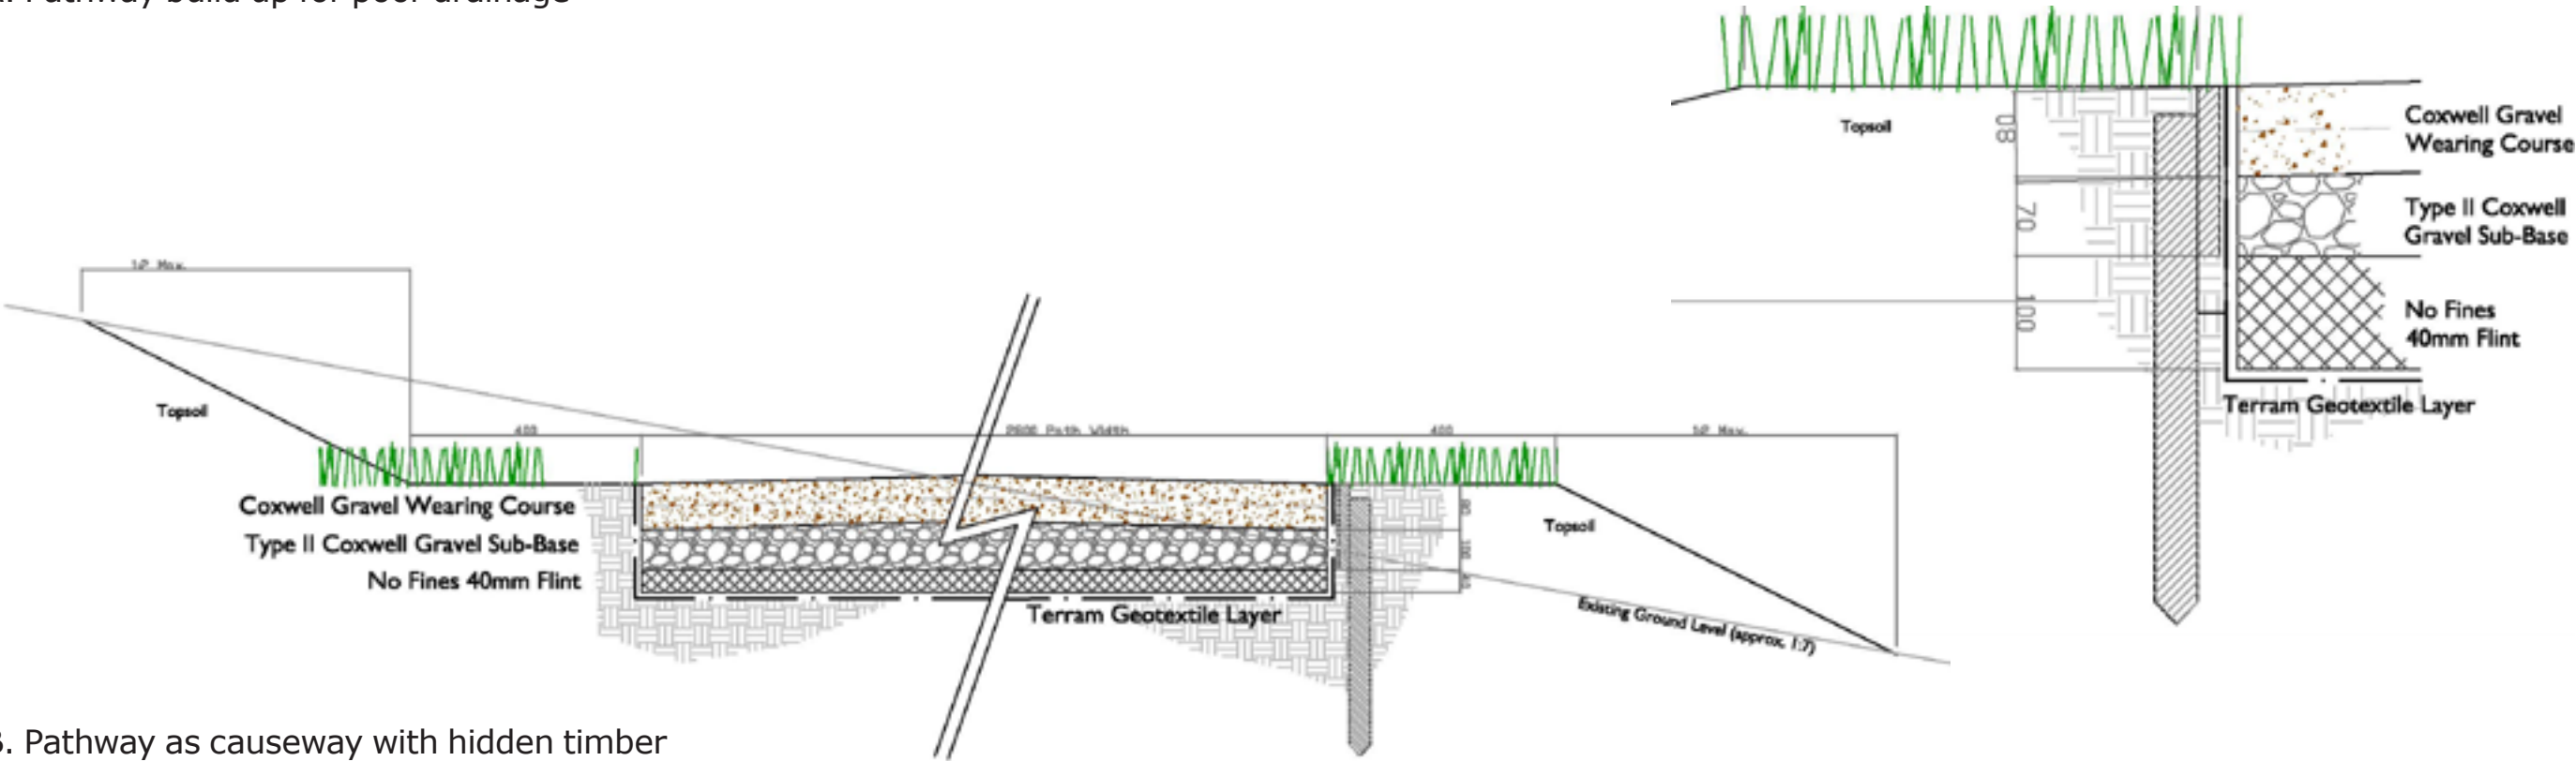 Pathway build up for poor drainage
Topsoil
80
70
100
Coxwell Gravel
Wearing Course
Type II Coxwell
Gravel Sub-Base
No Fines
40mm Flint
Terram Geotextile Layer
Max.
Topsoil
400
Path Width
400
Max.
Coxwell Gravel Wearing Course
Type II Coxwell Gravel Sub-Base
No Fines 40mm Flint
Terram Geotextile Layer
Topsoil
Existing Ground Level (approx. 1:7)
. Pathway as causeway with hidden timber